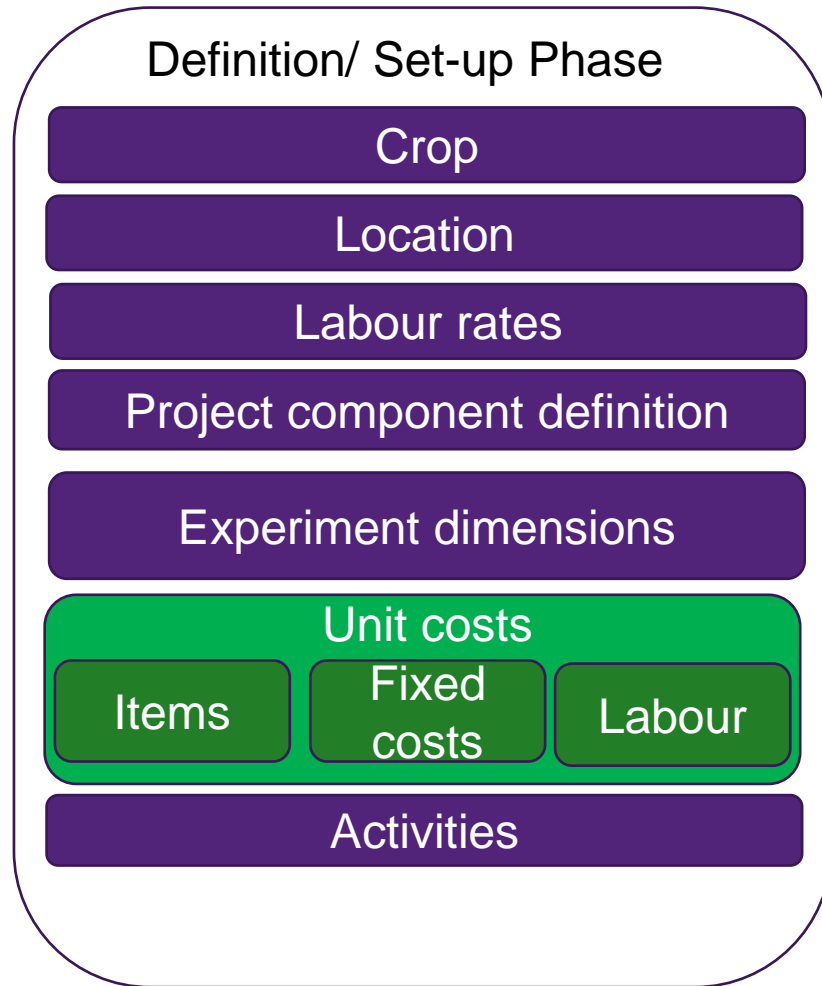 Definition/ Set-up Phase
Crop
Location
Labour rates
Project component definition
Experiment dimensions
Unit costs
Items
Fixed
costs
Labour
Activities